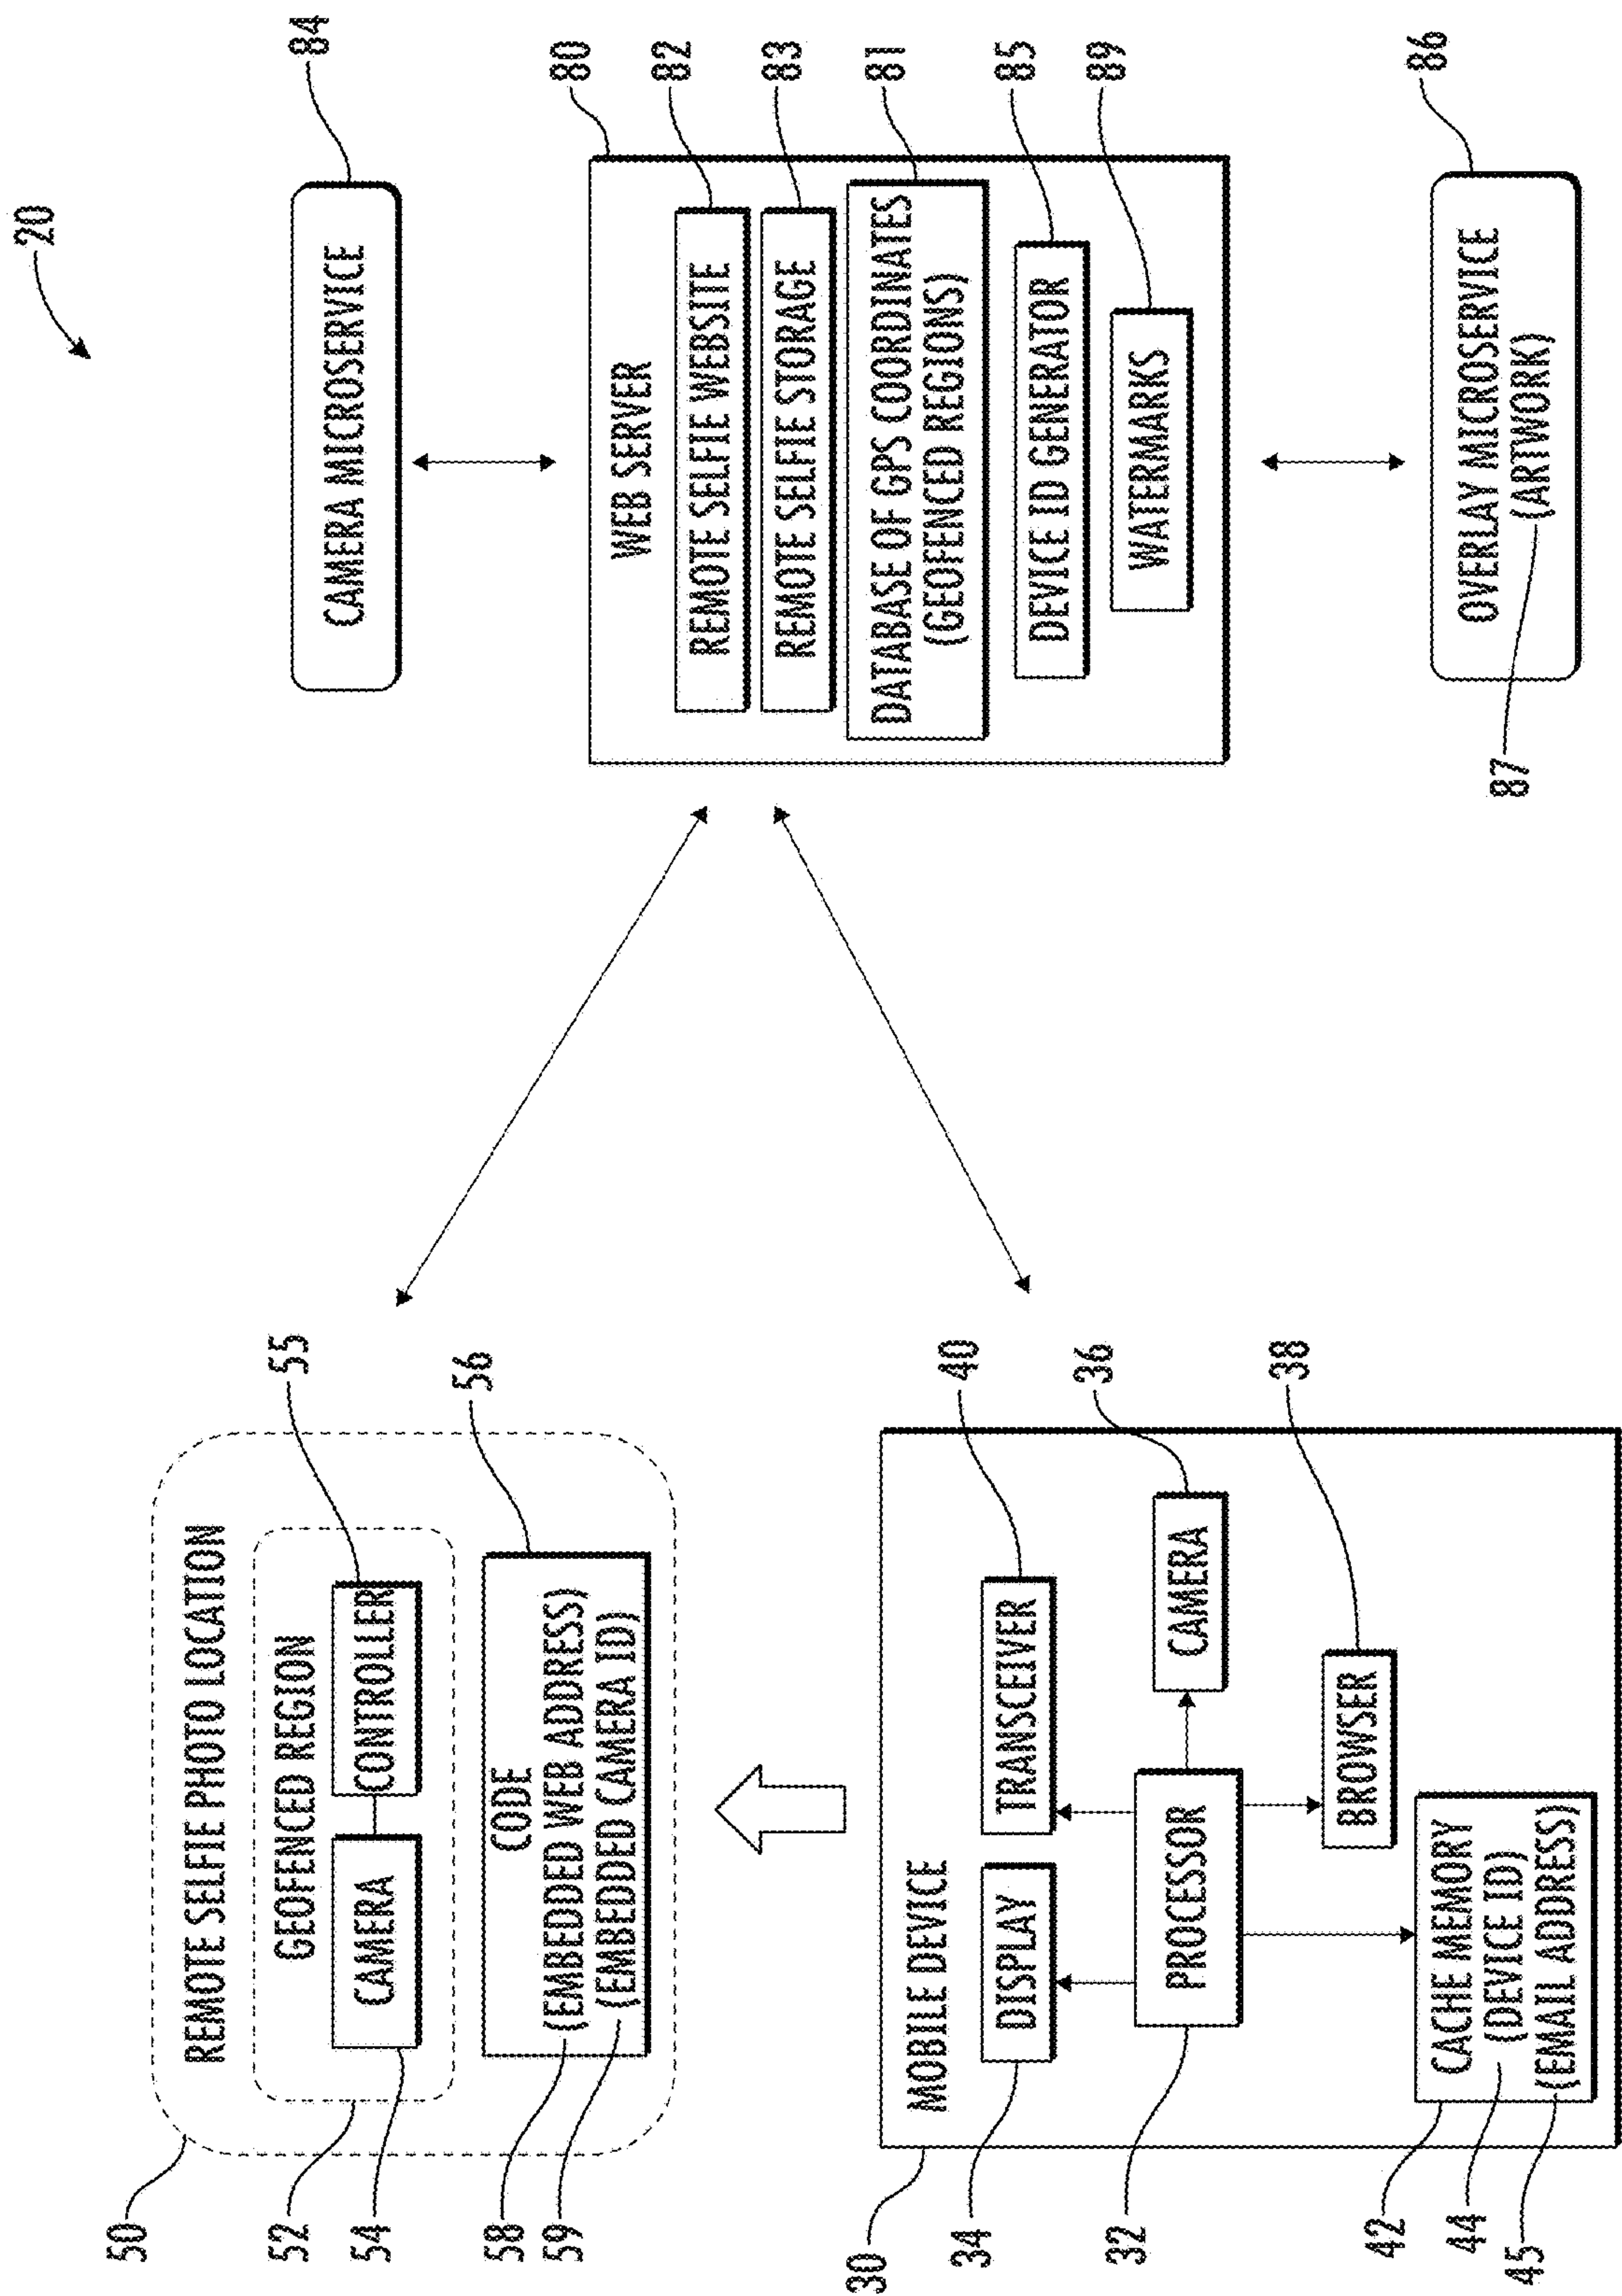 20
50
REMOTE SELFIE PHOTO LOCATION
52
GEOFENCED REGION
54
CAMERA
CONTROLLER
55
56
CODE
58
(EMBEDDED WEB ADDRESS)
59
(EMBEDDED CAMERA ID)
30
MOBILE DEVICE
34
DISPLAY
TRANSCEIVER
40
32
PROCESSOR
CAMERA
36
BROWSER
38
42
CACHE MEMORY
44
(DEVICE ID)
45
(EMAIL ADDRESS)
CAMERA MICROSERVICE
84
80
WEB SERVER
REMOTE SELFIE WEBSITE
82
REMOTE SELFIE STORAGE
83
DATABASE OF GPS COORDINATES
(GEOFENCED REGIONS)
81
DEVICE ID GENERATOR
85
WATERMARKS
89
OVERLAY MICROSERVICE
(ARTWORK)
86
87